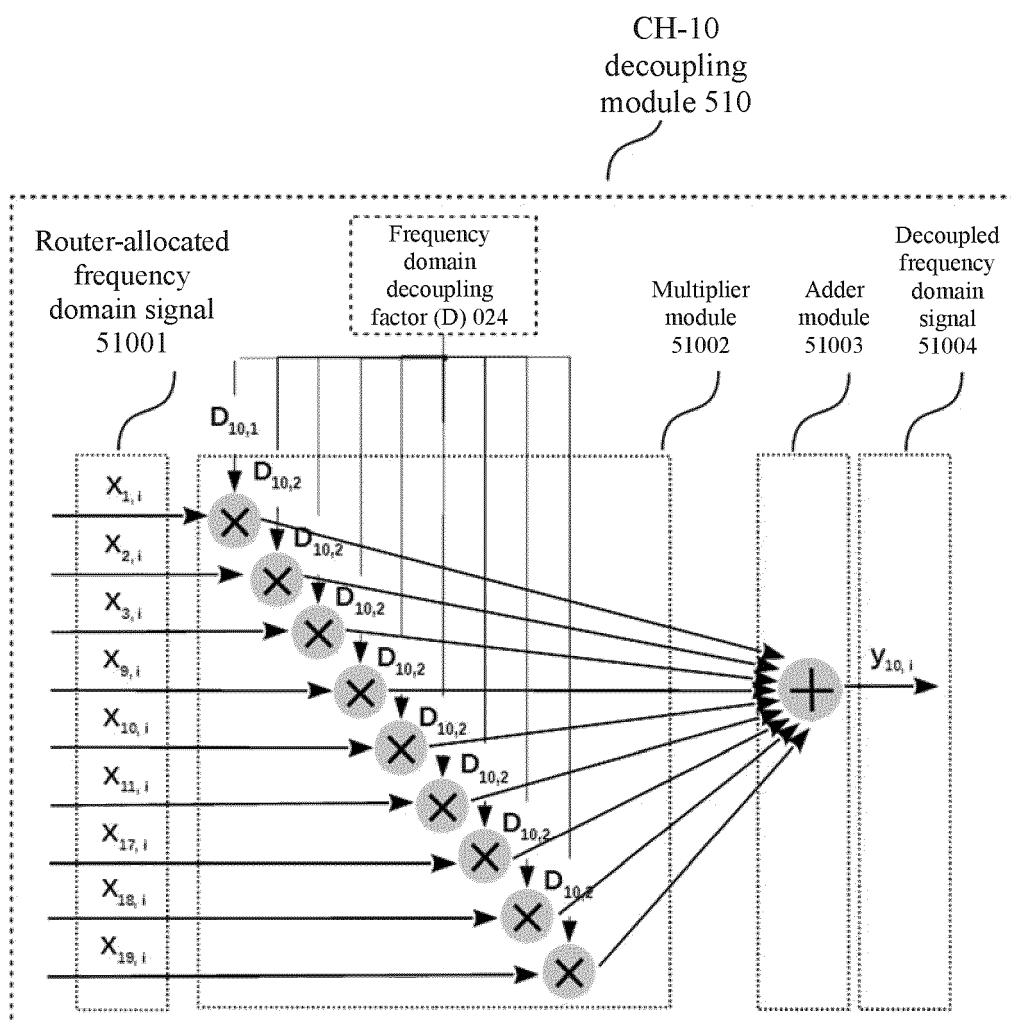 CH-10
decoupling
module 510
Router-allocated
frequency
domain signal
51001
Frequency
domain
decoupling
factor (D) 024
Multiplier
module
51002
Adder
module
51003
Decoupled
frequency
domain
signal
51004
D10,1
X1, i
D10,2
X2, i
D10,2
X3, i
D10,2
X9, i
D10,2
y10, i
X10, i
D10,2
X11, i
D10,2
X17, i
D10,2
X18, i
D10,2
X19, i